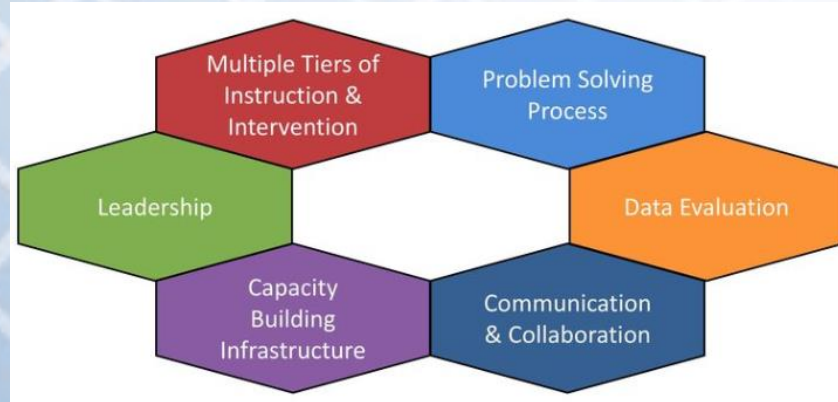 Multiple Tiers of
Instruction &
Intervention
Problem Solving
Process
Leadership
Data Evaluation
Capacity
Building
Infrastructure
Communication
& Collaboration